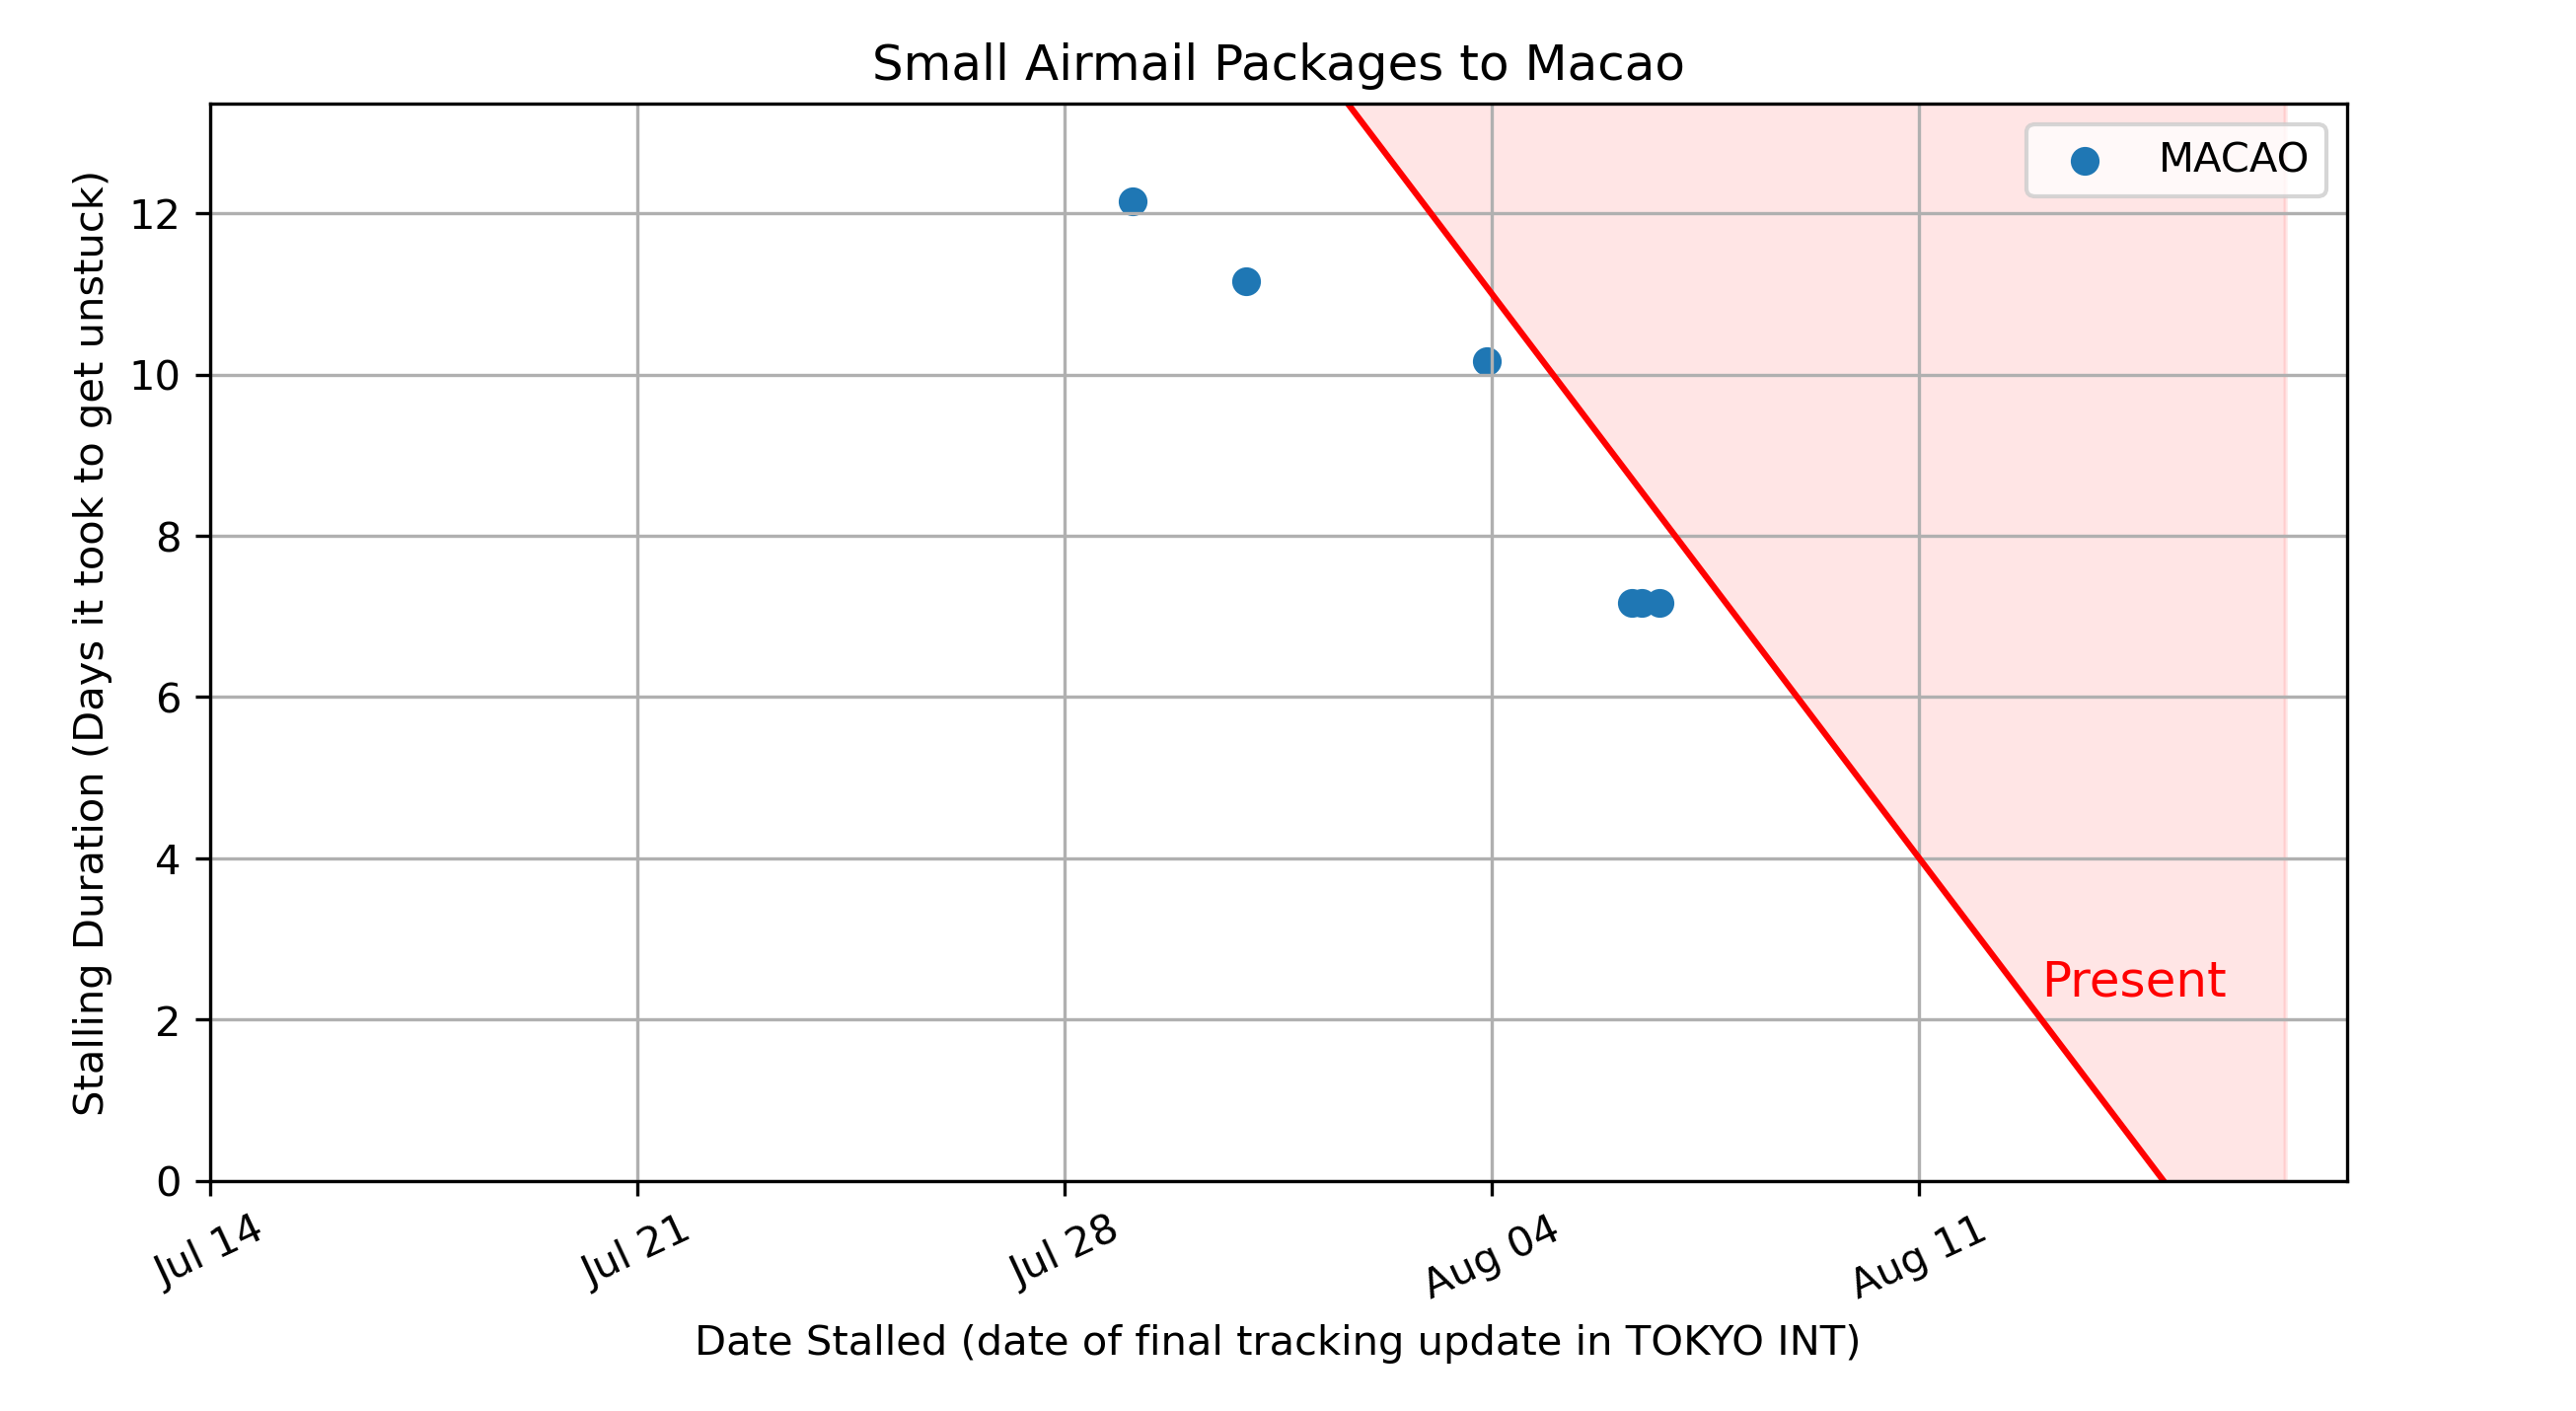 Small Airmail Packages to Macao
MACAO
Stalling Duration (Days it took to get unstuck)
12
10
8
6
4
2
0
Present
Jul 14
Jul 21
Jul 28
Aug 04
Aug 11
Date Stalled (date of final tracking update in TOKYO INT)